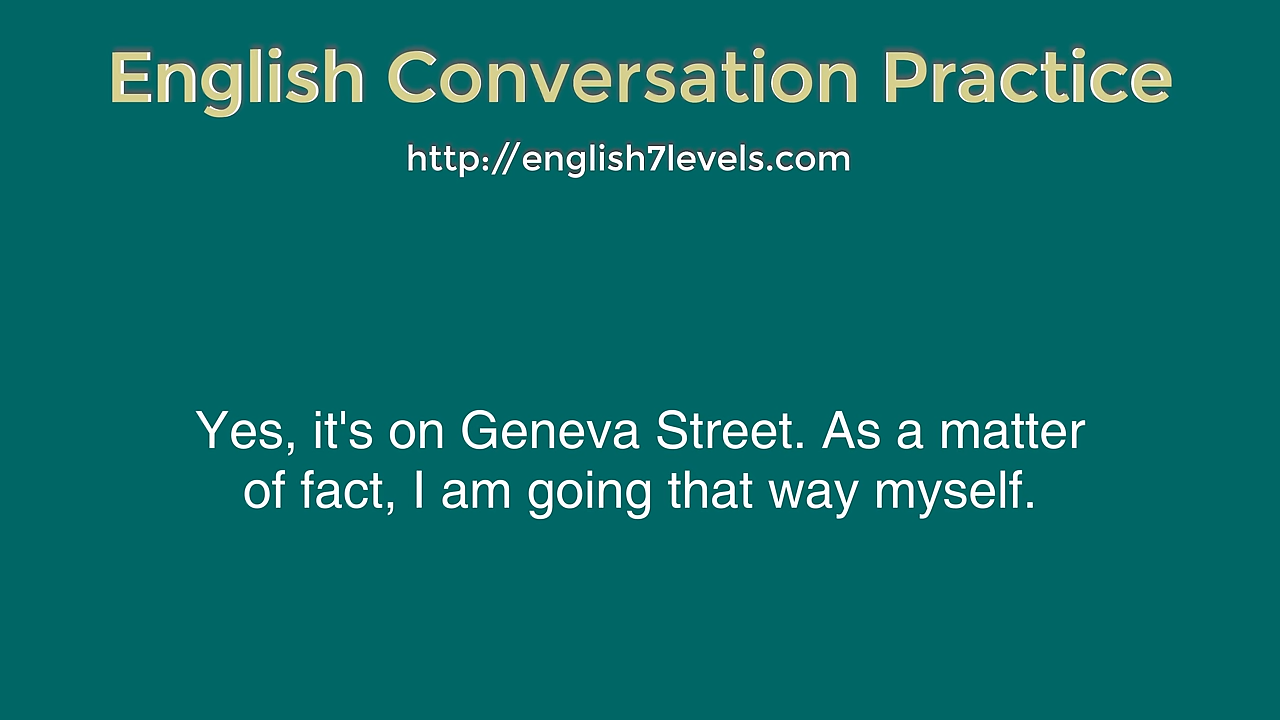 English Conversation Practice
http://english7levels.com
Yes, it's on Geneva Street. As a matter
of fact, I am going that way myself.